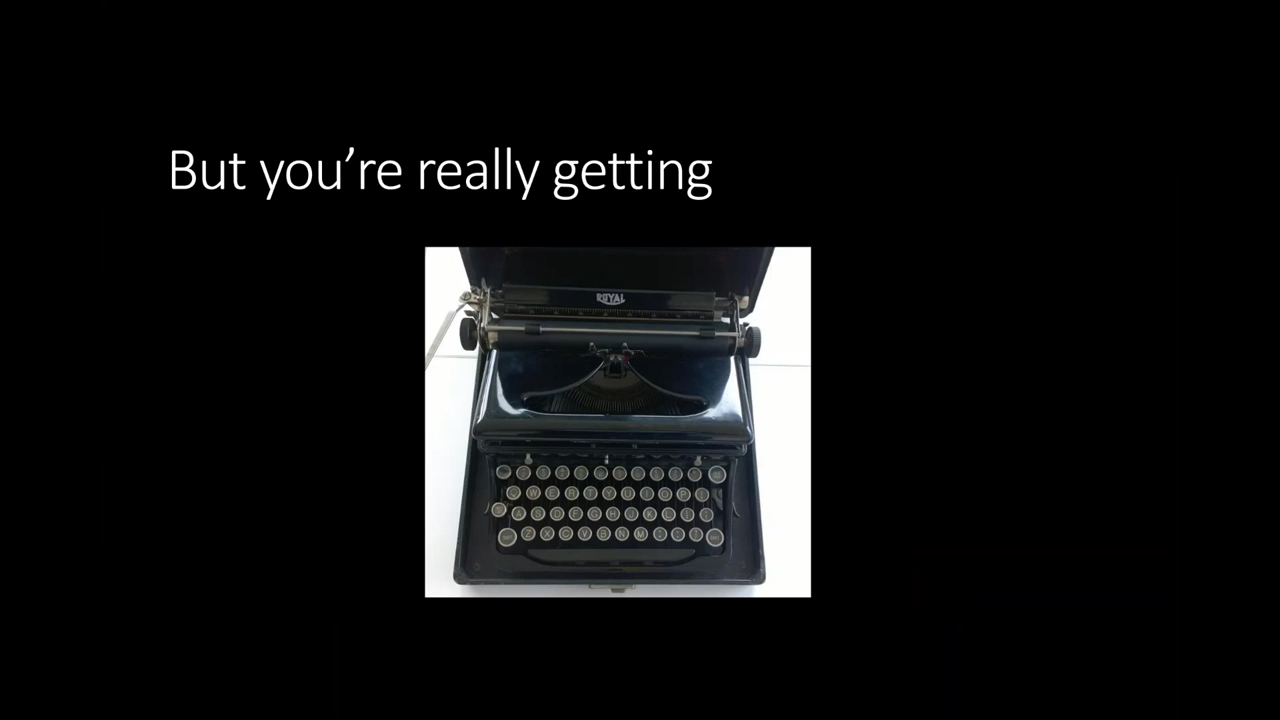 But you're really getting
ROYAL
Q W E R T Y U I O P
A S D F G H J K L
Z X C V B N M